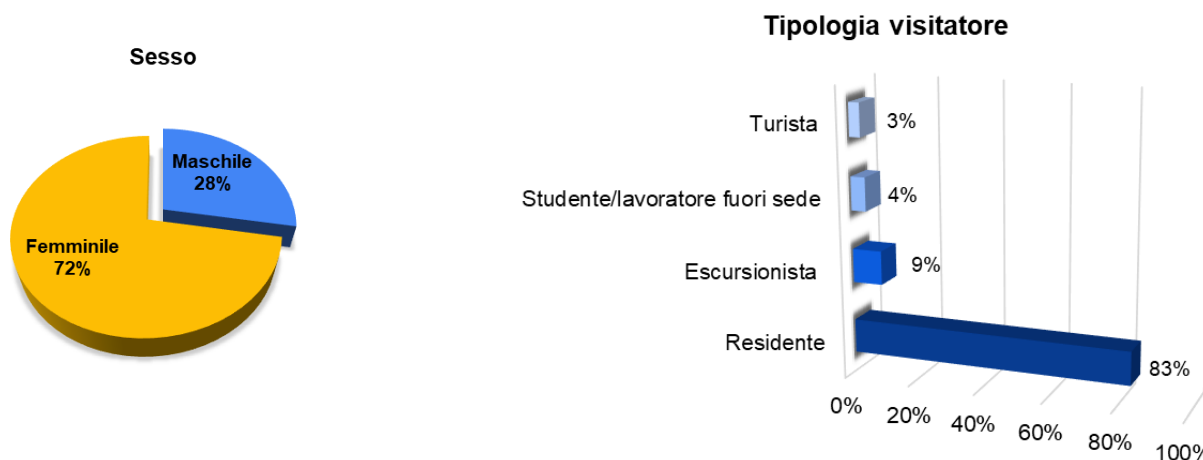 Sesso
Maschile
28%
Femminile
72%
Tipologia visitatore
Turista
3%
Studente/lavoratore fuori sede
4%
Escursionista
9%
Residente
83%
0%
20%
40%
60%
80%
100%